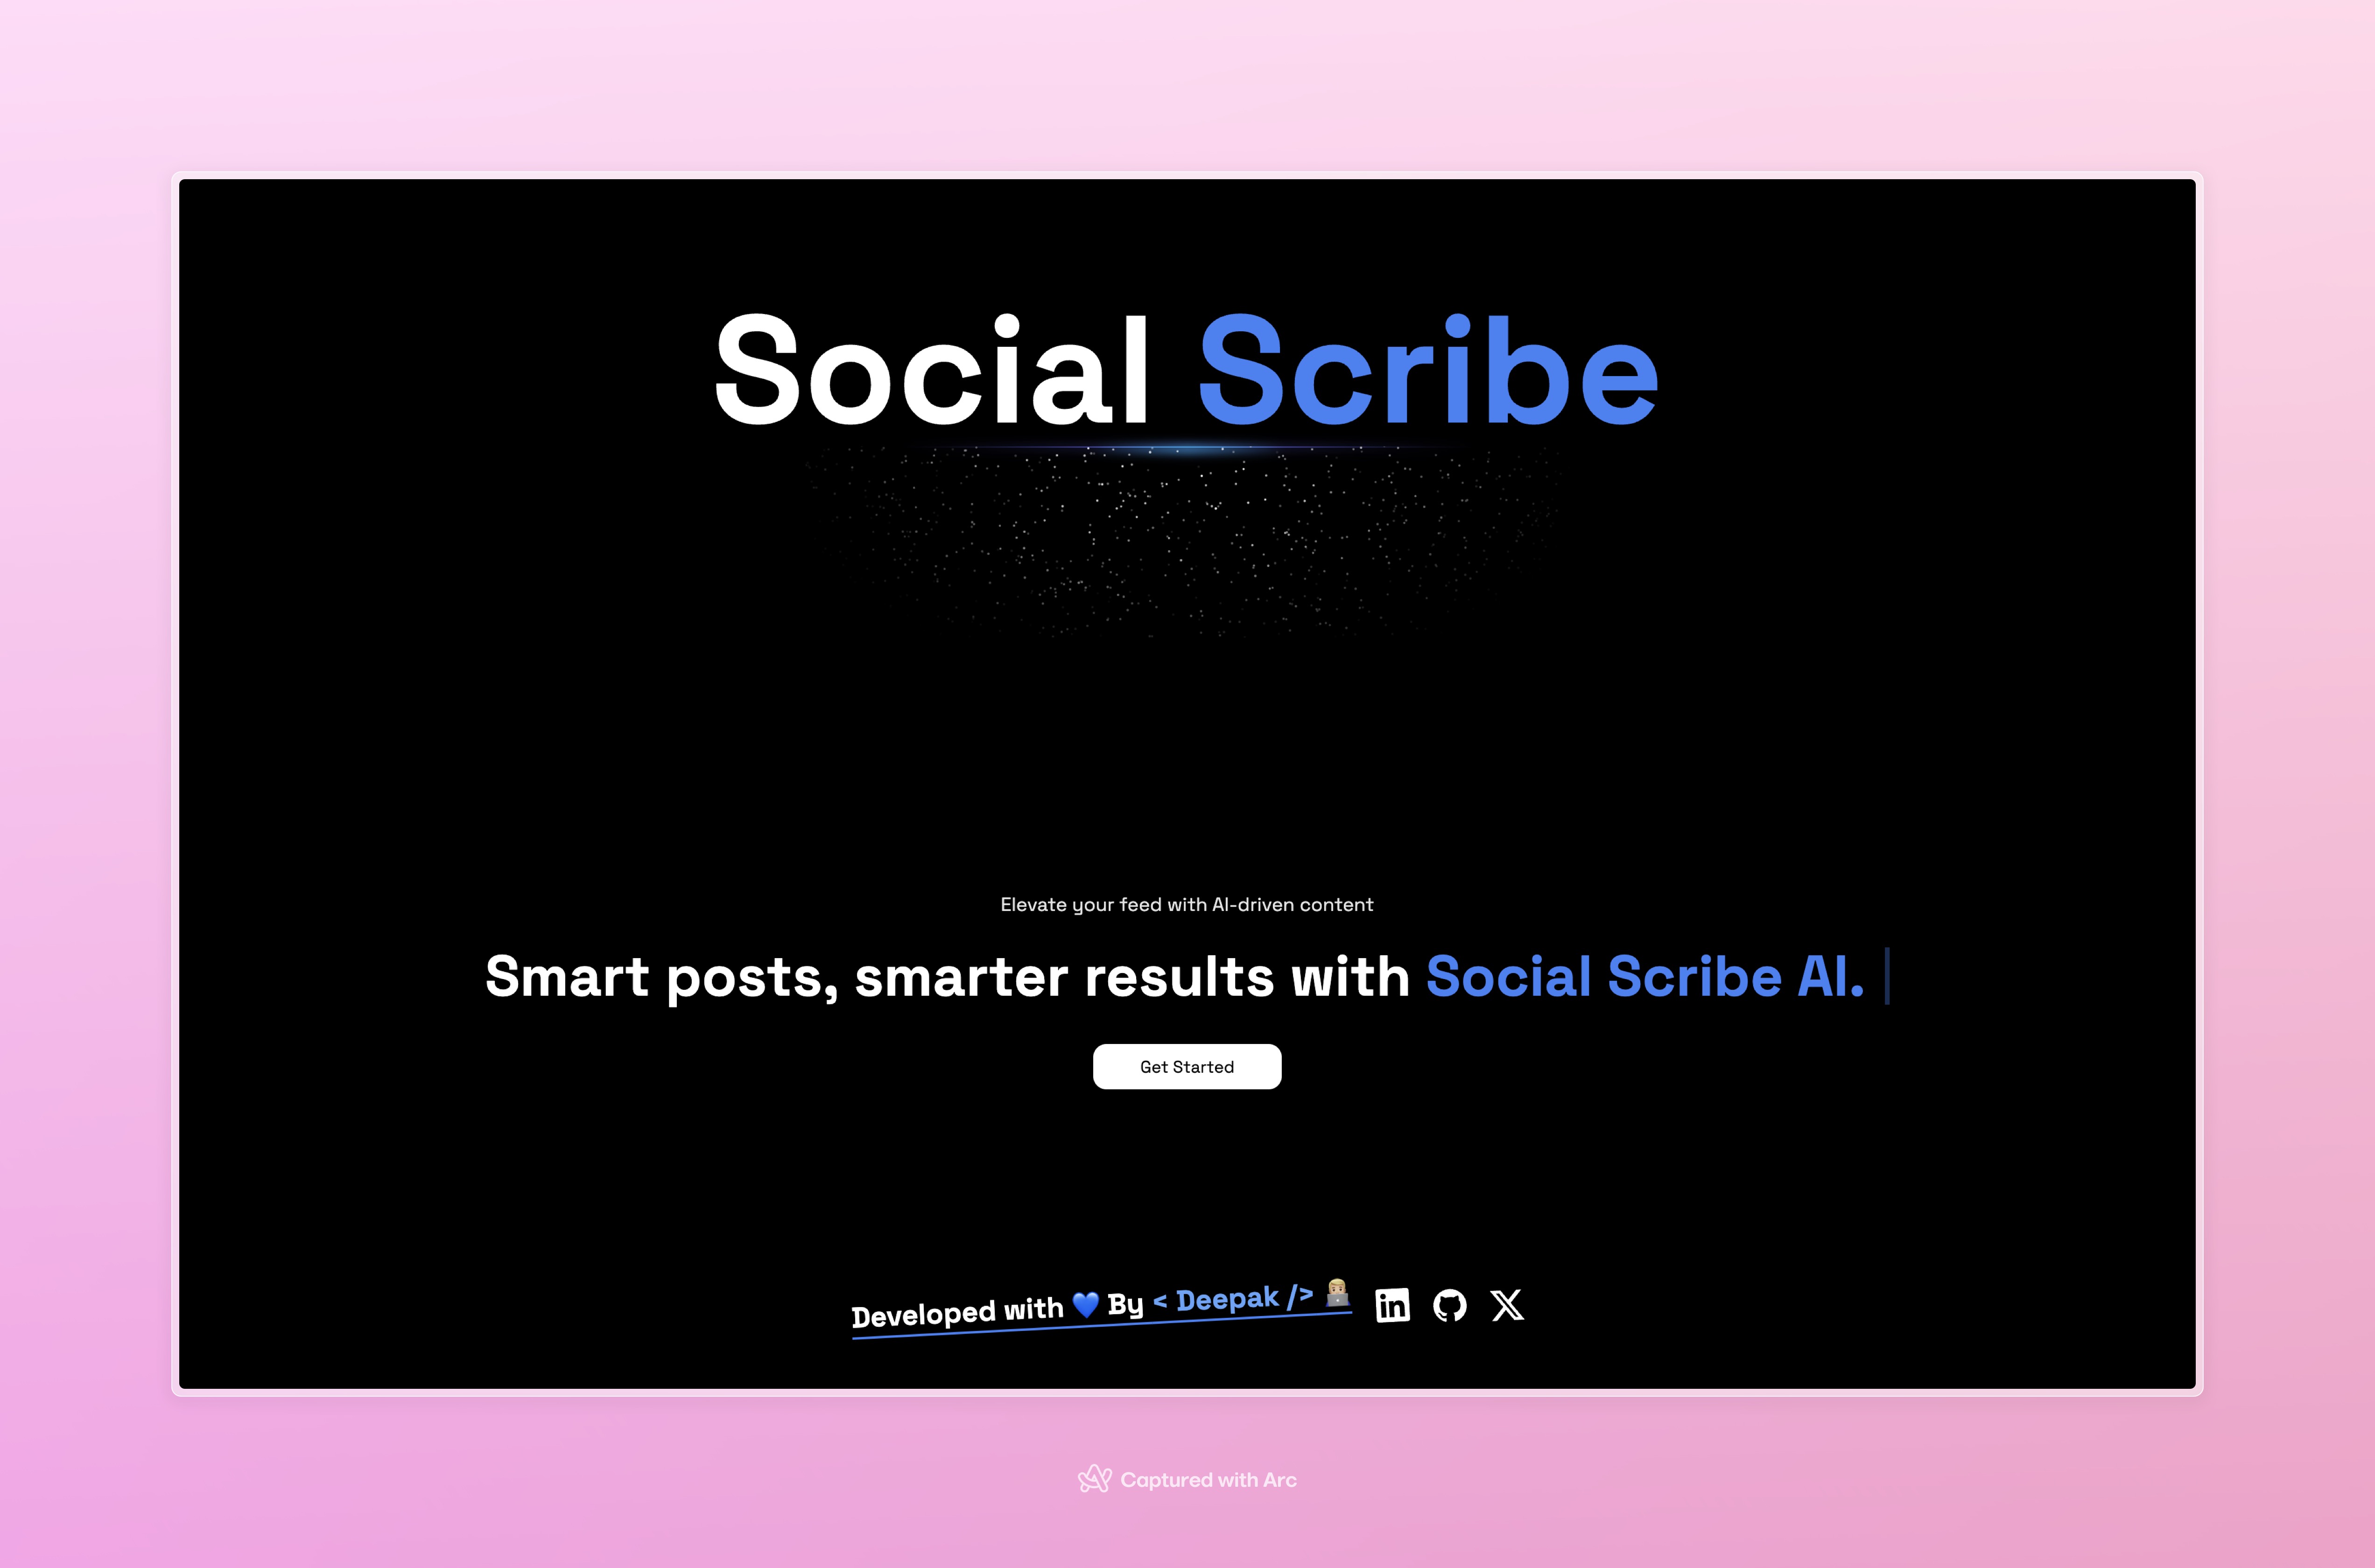 Social Scribe
Elevate your feed with AI-driven content
Smart posts, smarter results with Social Scribe AI.
Get Started
Developed with 💙 By < Deepak /> 👨🏼‍💻
in
Captured with Arc